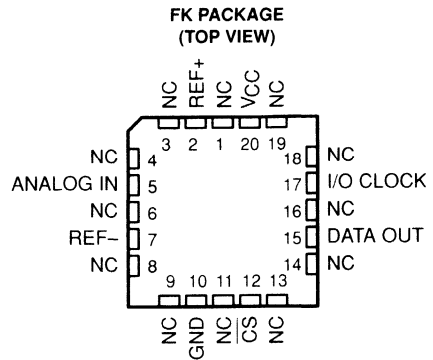 FK PACKAGE
(TOP VIEW)
NC REF+ NC VCC NC
3 2 1 20 19
NC 4 18 NC
ANALOG IN 5 17 I/O CLOCK
NC 6 16 NC
REF– 7 15 DATA OUT
NC 8 14 NC
9 10 11 12 13
NC GND NC CS NC